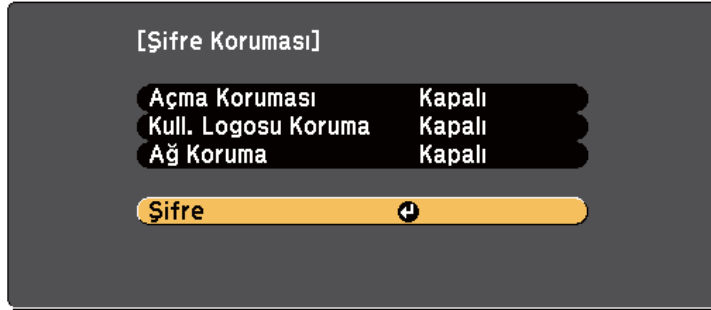 [Şifre Koruması]
Açma Koruması Kapalı
Kull. Logosu Koruma Kapalı
Ağ Koruma Kapalı
Şifre